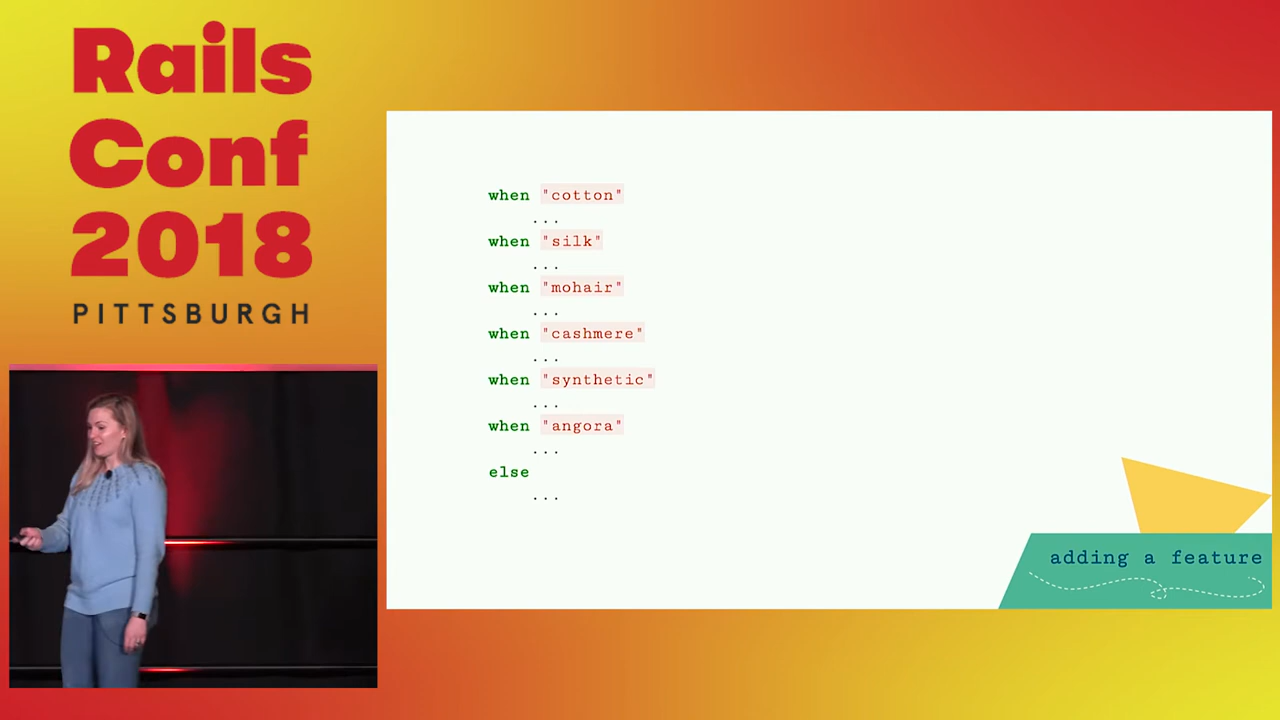 Rails
Conf
2018
PITTSBURGH
when "cotton"
...
when "silk"
...
when "mohair"
...
when "cashmere"
...
when "synthetic"
...
when "angora"
...
else
...
adding a feature